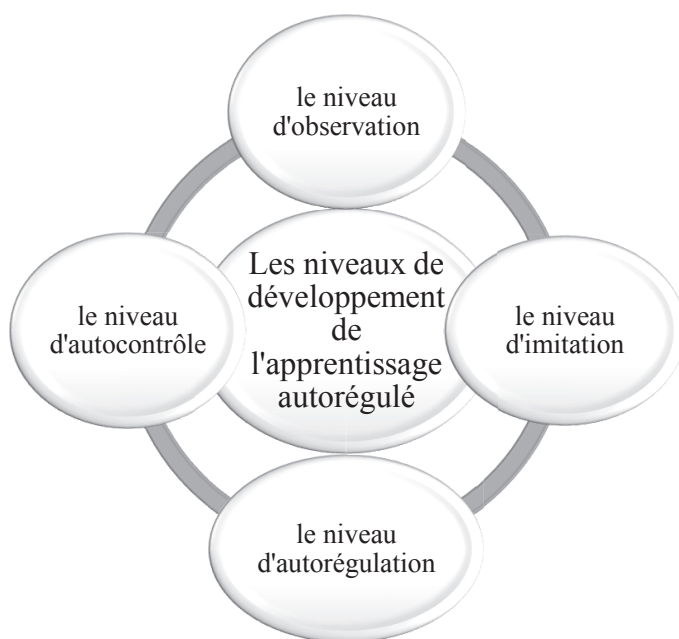 le niveau
d'observation
Les niveaux de
développement
de
l'apprentissage
autorégulé
le niveau
d'autocontrôle
le niveau
d'imitation
le niveau
d'autorégulation